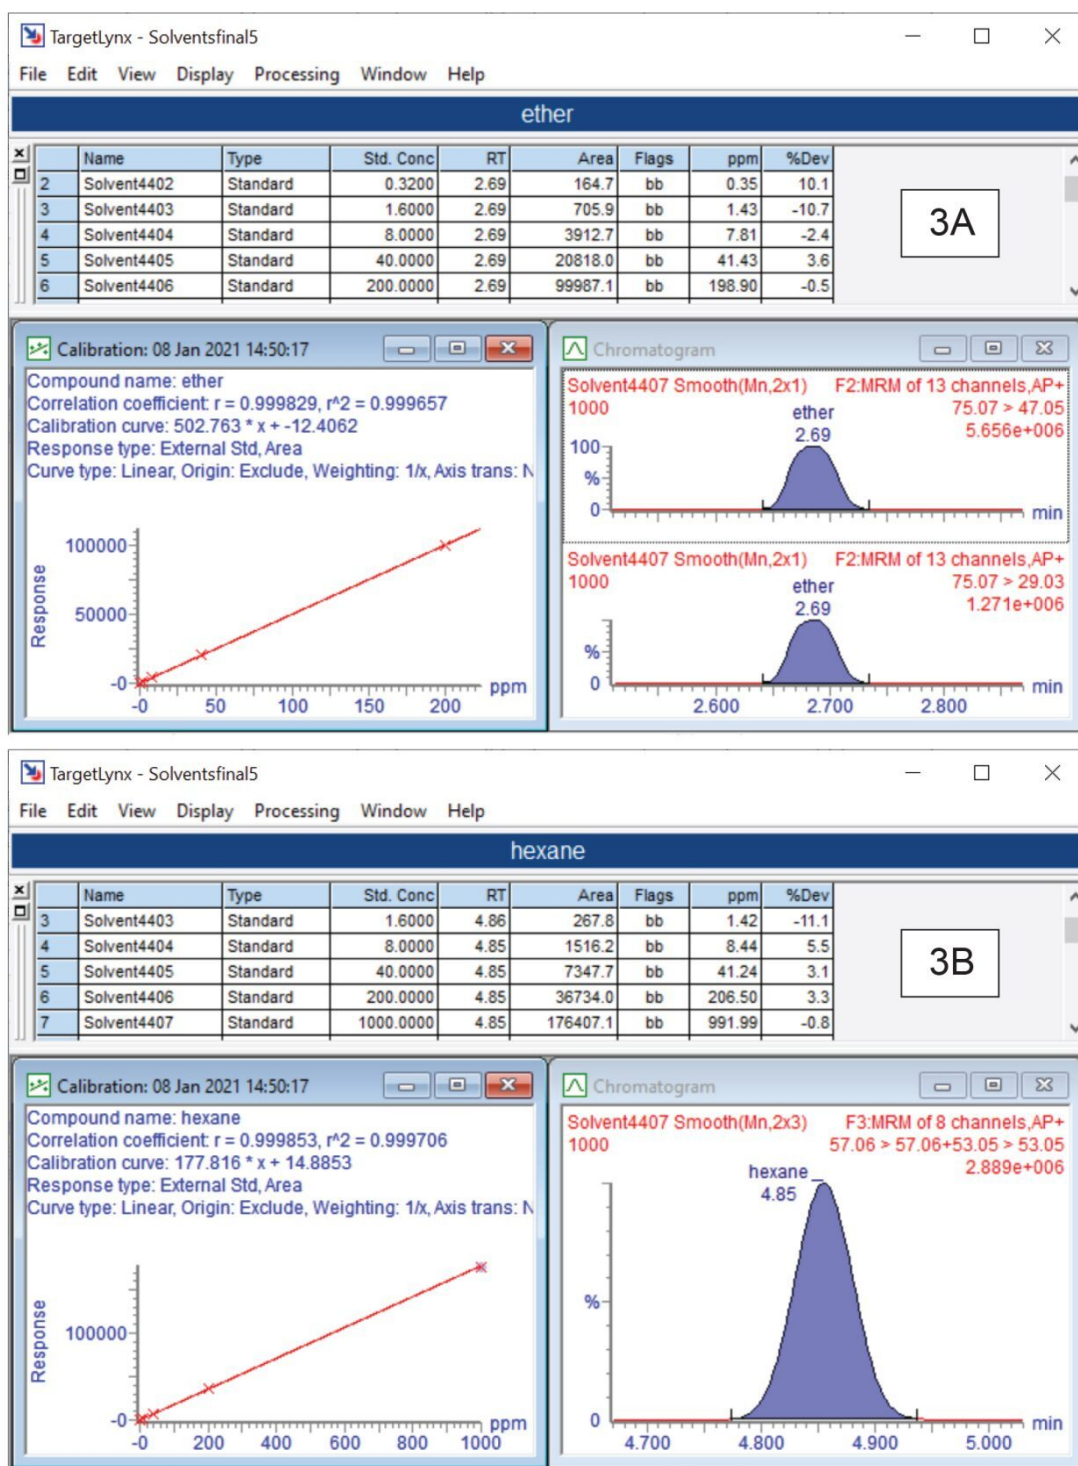 TargetLynx - Solventsfinal5
File Edit View Display Processing Window Help
ether
Name Type Std. Conc RT Area Flags ppm %Dev
2 Solvent4402 Standard 0.3200 2.69 164.7 bb 0.35 10.1
3 Solvent4403 Standard 1.6000 2.69 705.9 bb 1.43 -10.7
4 Solvent4404 Standard 8.0000 2.69 3912.7 bb 7.81 -2.4
5 Solvent4405 Standard 40.0000 2.69 20818.0 bb 41.43 3.6
6 Solvent4406 Standard 200.0000 2.69 99987.1 bb 198.90 -0.5
3A
Calibration: 08 Jan 2021 14:50:17
Compound name: ether
Correlation coefficient: r = 0.999829, r^2 = 0.999657
Calibration curve: 502.763 * x + -12.4062
Response type: External Std, Area
Curve type: Linear, Origin: Exclude, Weighting: 1/x, Axis trans: N
Response
100000
50000
-0
-0 50 100 150 200 ppm
Chromatogram
Solvent4407 Smooth(Mn,2x1) F2:MRM of 13 channels,AP+
1000 75.07 > 47.05
5.656e+006
ether
2.69
100
%
0
min
Solvent4407 Smooth(Mn,2x1) F2:MRM of 13 channels,AP+
1000 75.07 > 29.03
1.271e+006
ether
2.69
%
0
min
2.600 2.700 2.800
TargetLynx - Solventsfinal5
File Edit View Display Processing Window Help
hexane
Name Type Std. Conc RT Area Flags ppm %Dev
3 Solvent4403 Standard 1.6000 4.86 267.8 bb 1.42 -11.1
4 Solvent4404 Standard 8.0000 4.85 1516.2 bb 8.44 5.5
5 Solvent4405 Standard 40.0000 4.85 7347.7 bb 41.24 3.1
6 Solvent4406 Standard 200.0000 4.85 36734.0 bb 206.50 3.3
7 Solvent4407 Standard 1000.0000 4.85 176407.1 bb 991.99 -0.8
3B
Calibration: 08 Jan 2021 14:50:17
Compound name: hexane
Correlation coefficient: r = 0.999853, r^2 = 0.999706
Calibration curve: 177.816 * x + 14.8853
Response type: External Std, Area
Curve type: Linear, Origin: Exclude, Weighting: 1/x, Axis trans: N
Response
100000
-0
-0 200 400 600 800 1000
ppm
Chromatogram
Solvent4407 Smooth(Mn,2x3) F3:MRM of 8 channels,AP+
1000 57.06 > 57.06+53.05 > 53.05
2.889e+006
hexane
4.85
%
0
min
4.700 4.800 4.900 5.000